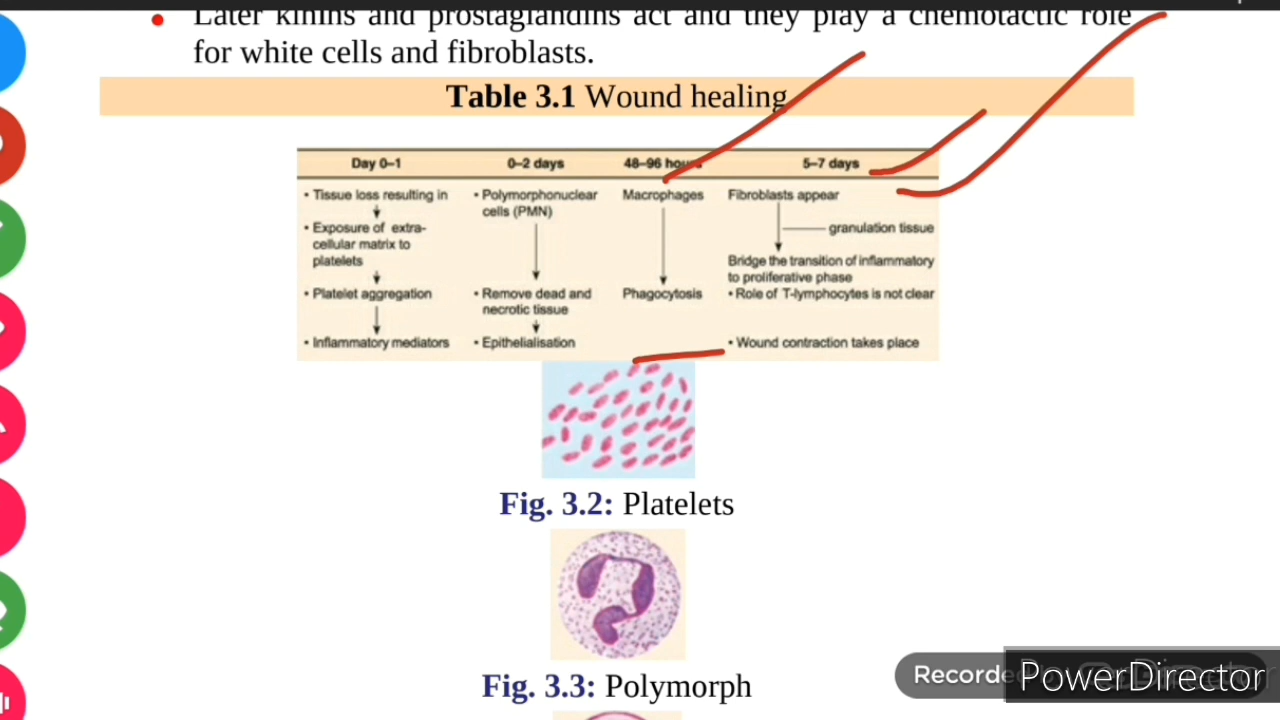 Later kinins and prostaglandins act and they play a chemotactic role
for white cells and fibroblasts.
Table 3.1 Wound healing
Day 0–1 0–2 days 48–96 hours 5–7 days
• Tissue loss resulting in
• Exposure of extra-
cellular matrix to
platelets
• Platelet aggregation
• Inflammatory mediators
• Polymorphonuclear
cells (PMN)
• Remove dead and
necrotic tissue
• Epithelialisation
Macrophages
Phagocytosis
Fibroblasts appear
granulation tissue
Bridge the transition of inflammatory
to proliferative phase
• Role of T-lymphocytes is not clear
• Wound contraction takes place
Fig. 3.2: Platelets
Fig. 3.3: Polymorph
Recorded
PowerDirector